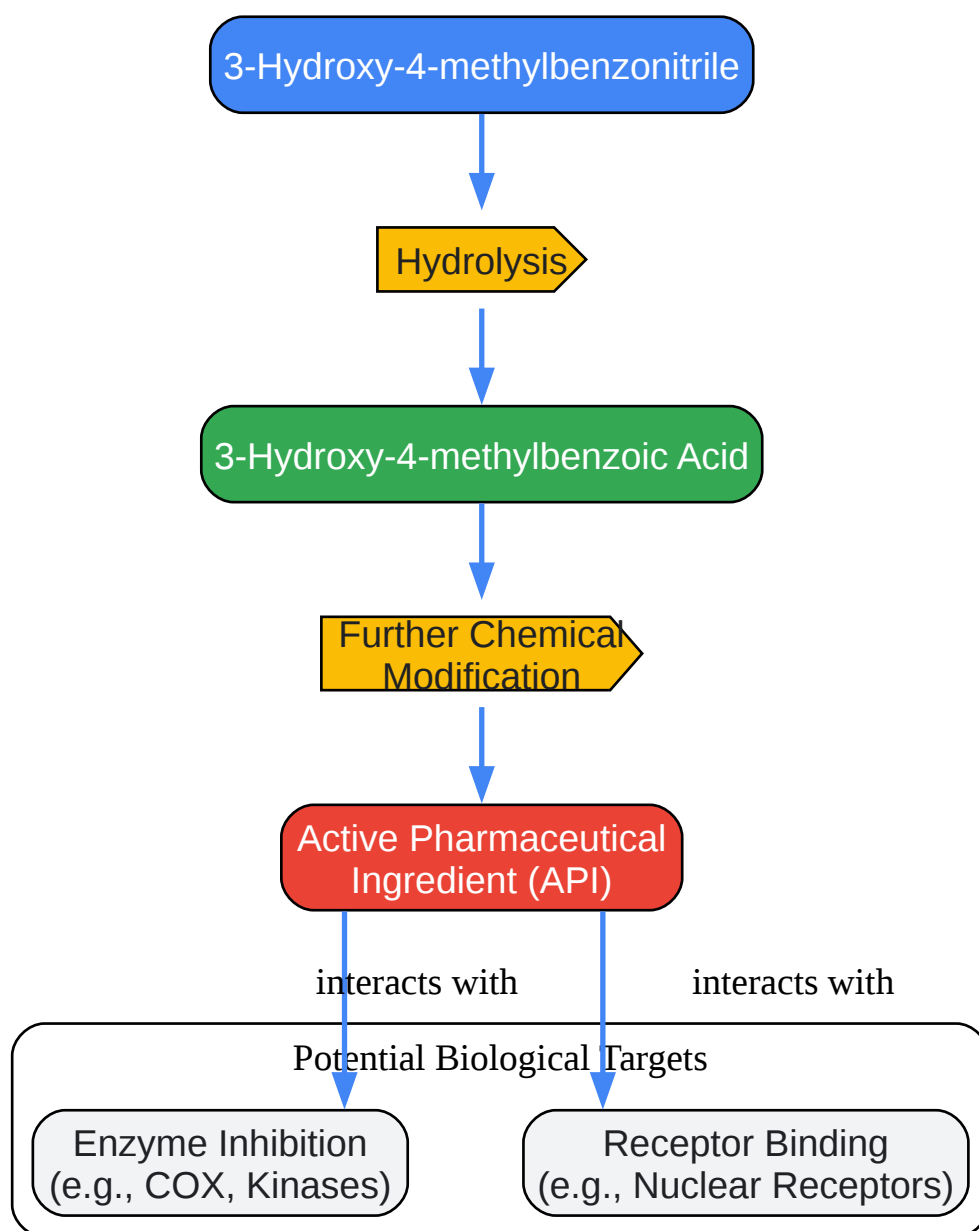 3-Hydroxy-4-methylbenzonitrile
Hydrolysis
3-Hydroxy-4-methylbenzoic Acid
Further Chemical
Modification
Active Pharmaceutical
Ingredient (API)
interacts with
interacts with
Potential Biological Targets
Enzyme Inhibition
(e.g., COX, Kinases)
Receptor Binding
(e.g., Nuclear Receptors)